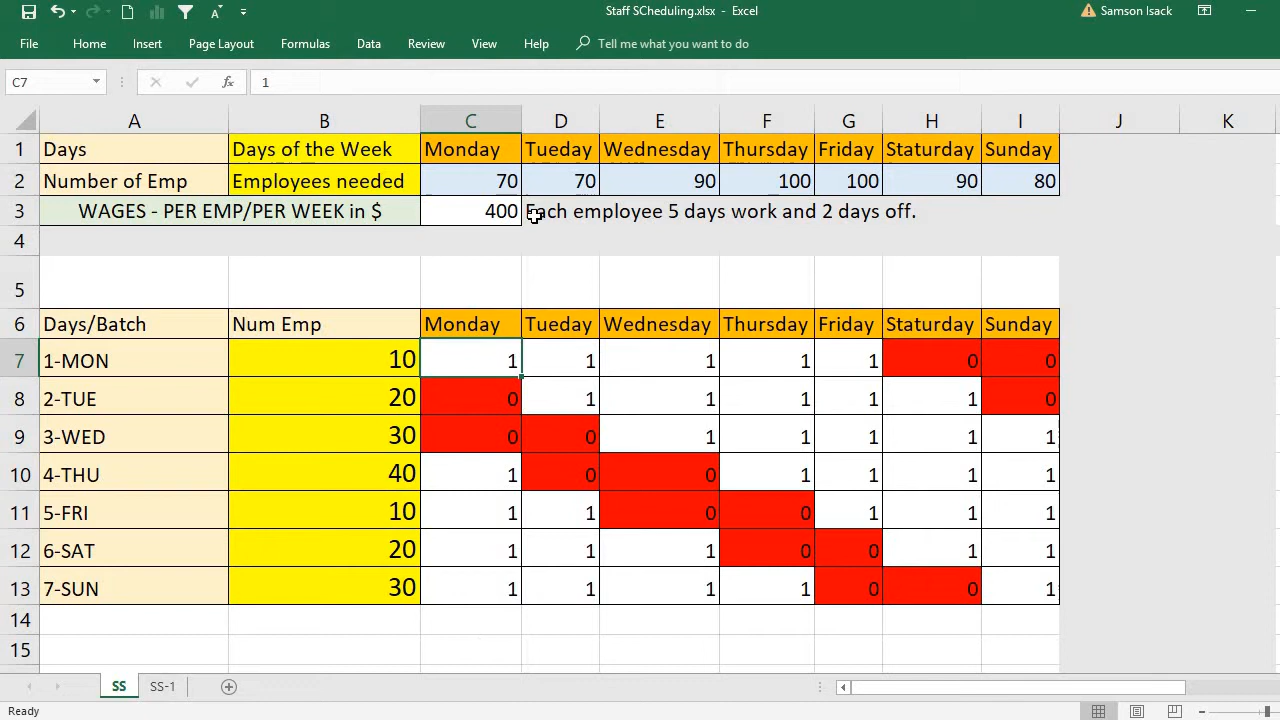 Staff SCheduling.xlsx - Excel
Samson Isack
File Home Insert Page Layout Formulas Data Review View Help Tell me what you want to do
C7 fx 1
A B C D E F G H I J K
1 Days Days of the Week Monday Tueday Wednesday Thursday Friday Staturday Sunday
2 Number of Emp Employees needed 70 70 90 100 100 90 80
3 WAGES - PER EMP/PER WEEK in $ 400 Each employee 5 days work and 2 days off.
4
5
6 Days/Batch Num Emp Monday Tueday Wednesday Thursday Friday Staturday Sunday
7 1-MON 10 1 1 1 1 1 0 0
8 2-TUE 20 0 1 1 1 1 1 0
9 3-WED 30 0 0 1 1 1 1 1
10 4-THU 40 1 0 0 1 1 1 1
11 5-FRI 10 1 1 0 0 1 1 1
12 6-SAT 20 1 1 1 0 0 1 1
13 7-SUN 30 1 1 1 1 0 0 1
14
15
SS SS-1
Ready